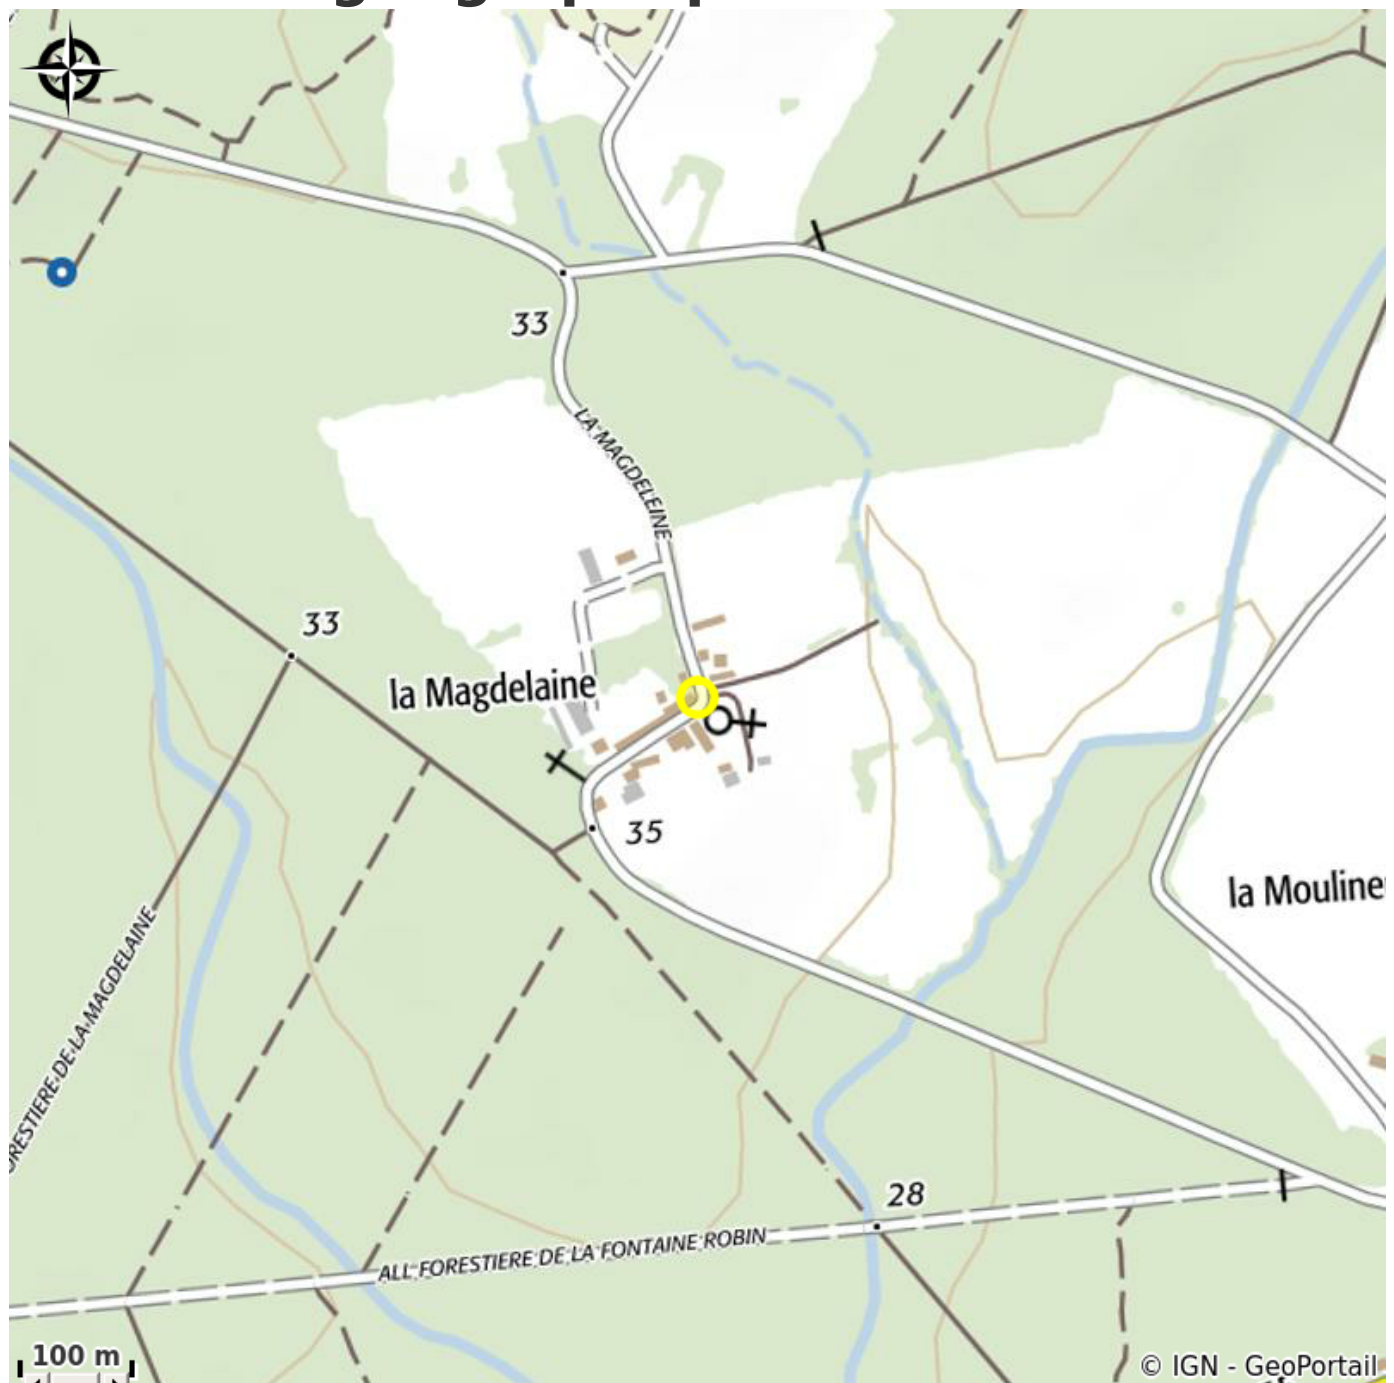 33
LA MAGDELEINE
33
la Magdelaine
35
la Mouline
RESTIERE DE LA MAGDELAINE
28
ALL FORESTIERE DE LA FONTAINE ROBIN
100 m
© IGN - GeoPortail